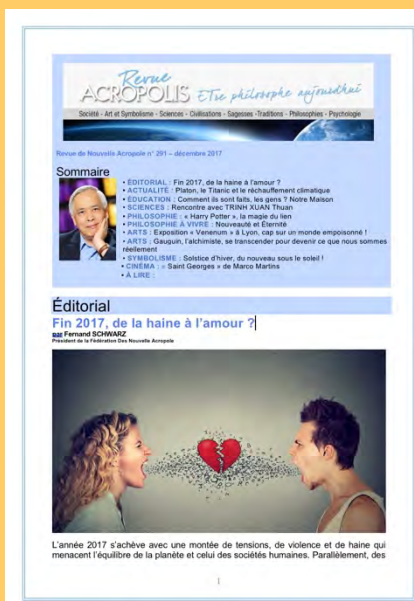 Revue
ACROPOLIS Etre philosophe aujourd'hui
Société - Art et Symbolisme - Sciences - Civilisations - Sagesses -Traditions - Philosophies - Psychologie
Revue de Nouvelle Acropole n° 291 – décembre 2017
Sommaire
• ÉDITORIAL : Fin 2017, de la haine à l'amour ?
• ACTUALITÉ : Platon, le Titanic et le réchauffement climatique
• ÉDUCATION : Comment ils sont faits, les gens ? Notre Maison
• SCIENCES : Rencontre avec TRINH XUAN Thuan
• PHILOSOPHIE : « Harry Potter », la magie du lien
• PHILOSOPHIE À VIVRE : Nouveauté et Éternité
• ARTS : Exposition « Venenum » à Lyon, cap sur un monde empoisonné !
• ARTS : Gauguin, l'alchimiste, se transcender pour devenir ce que nous sommes
réellement
• SYMBOLISME : Solstice d'hiver, du nouveau sous le soleil !
• CINÉMA : « Saint Georges » de Marco Martins
• À LIRE :
Éditorial
Fin 2017, de la haine à l'amour ?
par Fernand SCHWARZ
Président de la Fédération Des Nouvelle Acropole
L'année 2017 s'achève avec une montée de tensions, de violence et de haine qui
menacent l'équilibre de la planète et celui des sociétés humaines. Parallèlement, des
1